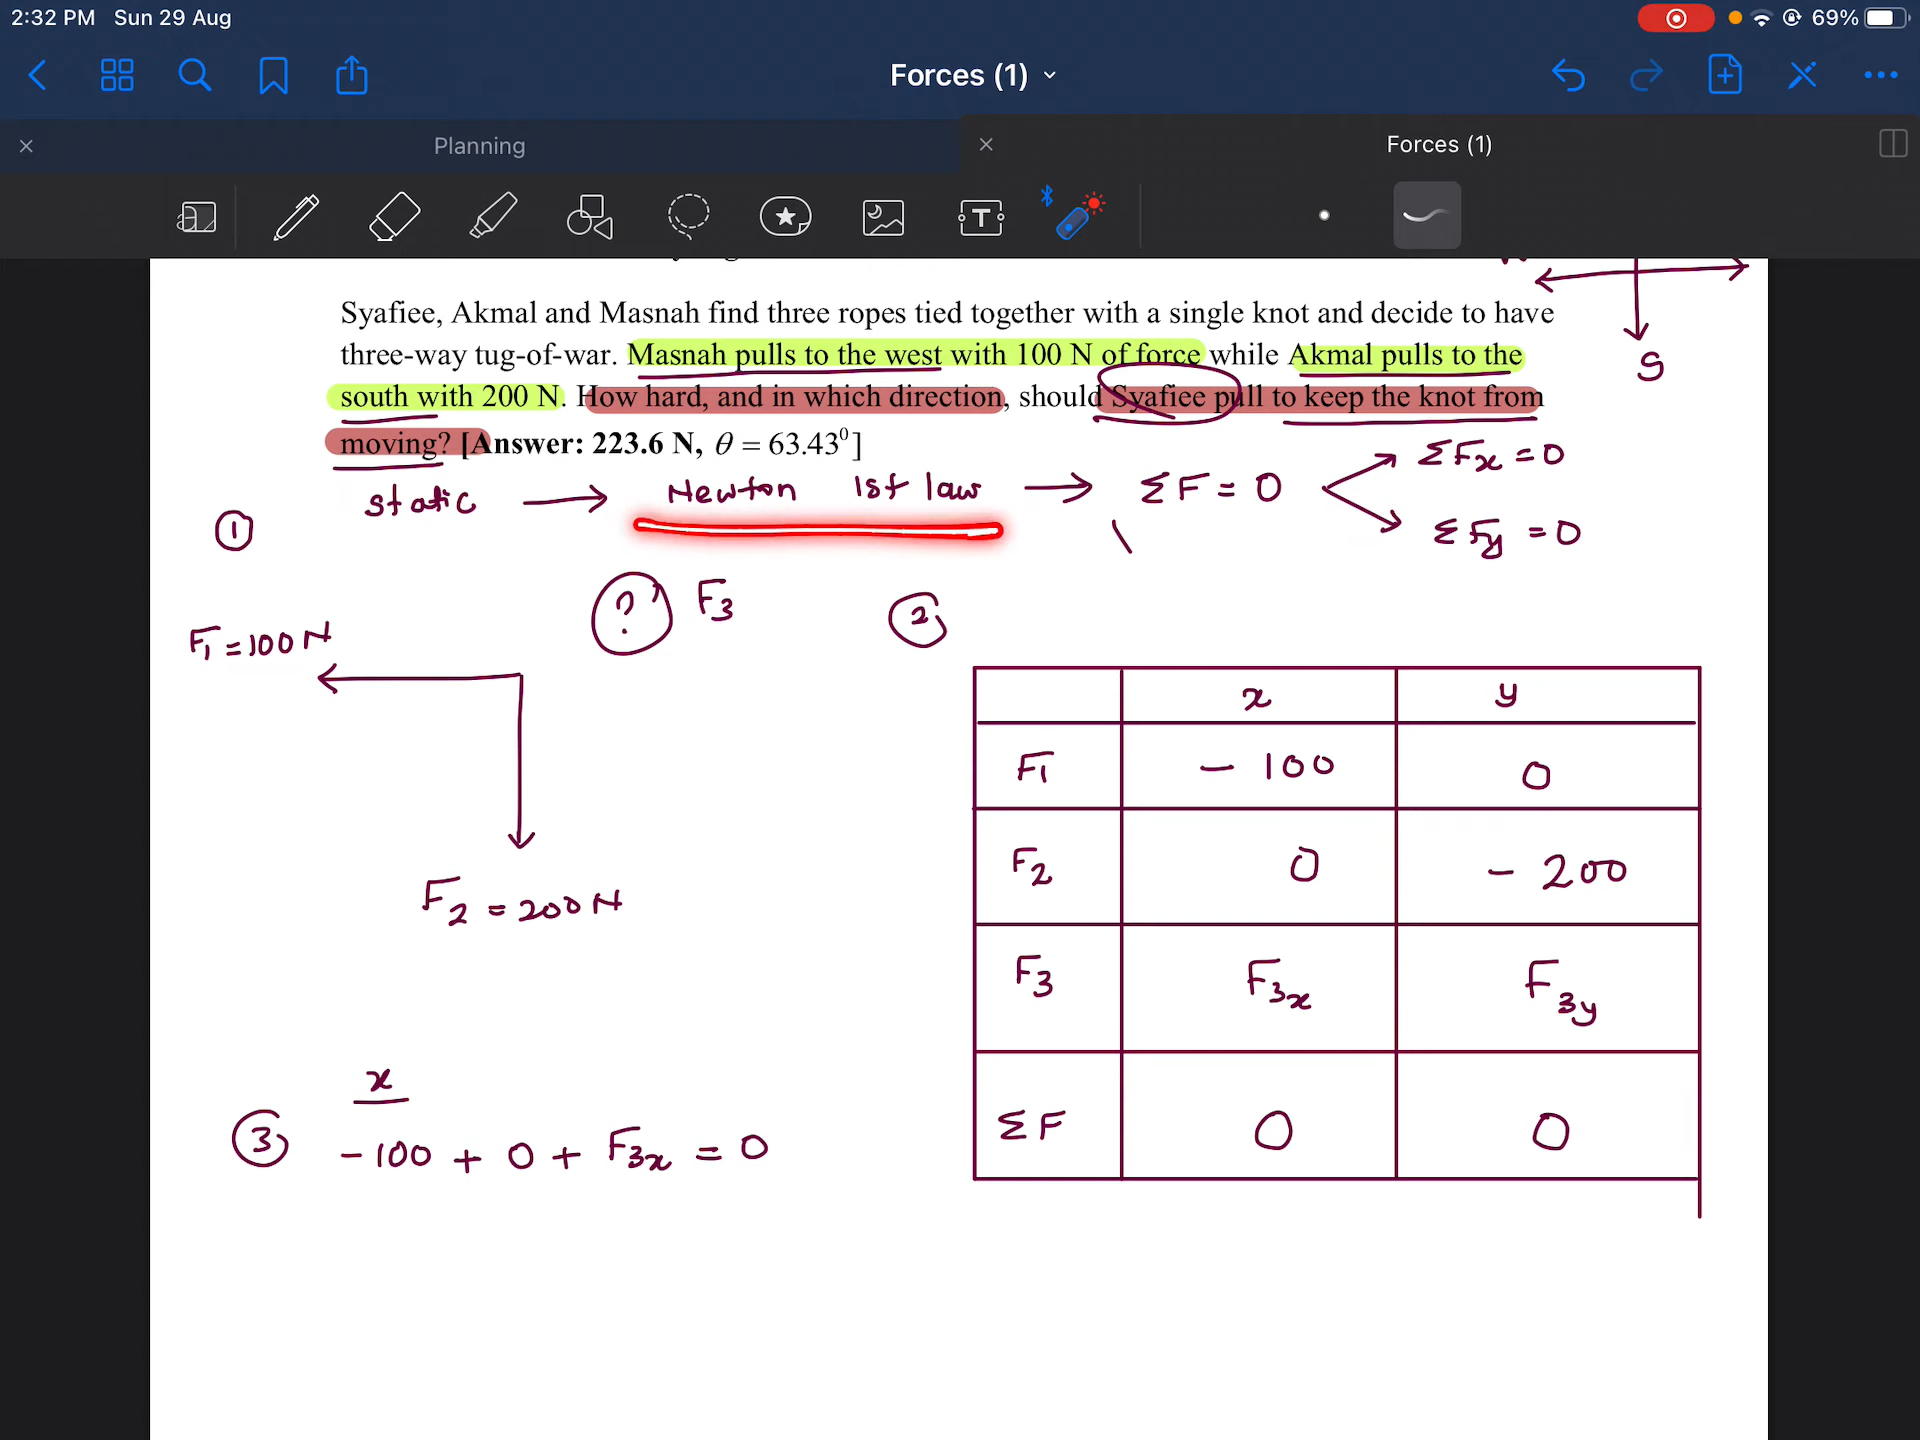 2:32 PM Sun 29 Aug
69%
Forces (1)
Planning
Forces (1)
Syafiee, Akmal and Masnah find three ropes tied together with a single knot and decide to have
three-way tug-of-war. Masnah pulls to the west with 100 N of force while Akmal pulls to the
south with 200 N. How hard, and in which direction, should Syafiee pull to keep the knot from
moving? [Answer: 223.6 N, θ = 63.43⁰]
S
static → Newton 1st law → ΣF = 0
ΣFx = 0
ΣFy = 0
①
? F₃
②
F₁ = 100 N
F₂ = 200 N
x y
F₁ - 100 0
F₂ 0 - 200
F₃ F₃x F₃y
ΣF 0 0
x
③ - 100 + 0 + F₃x = 0